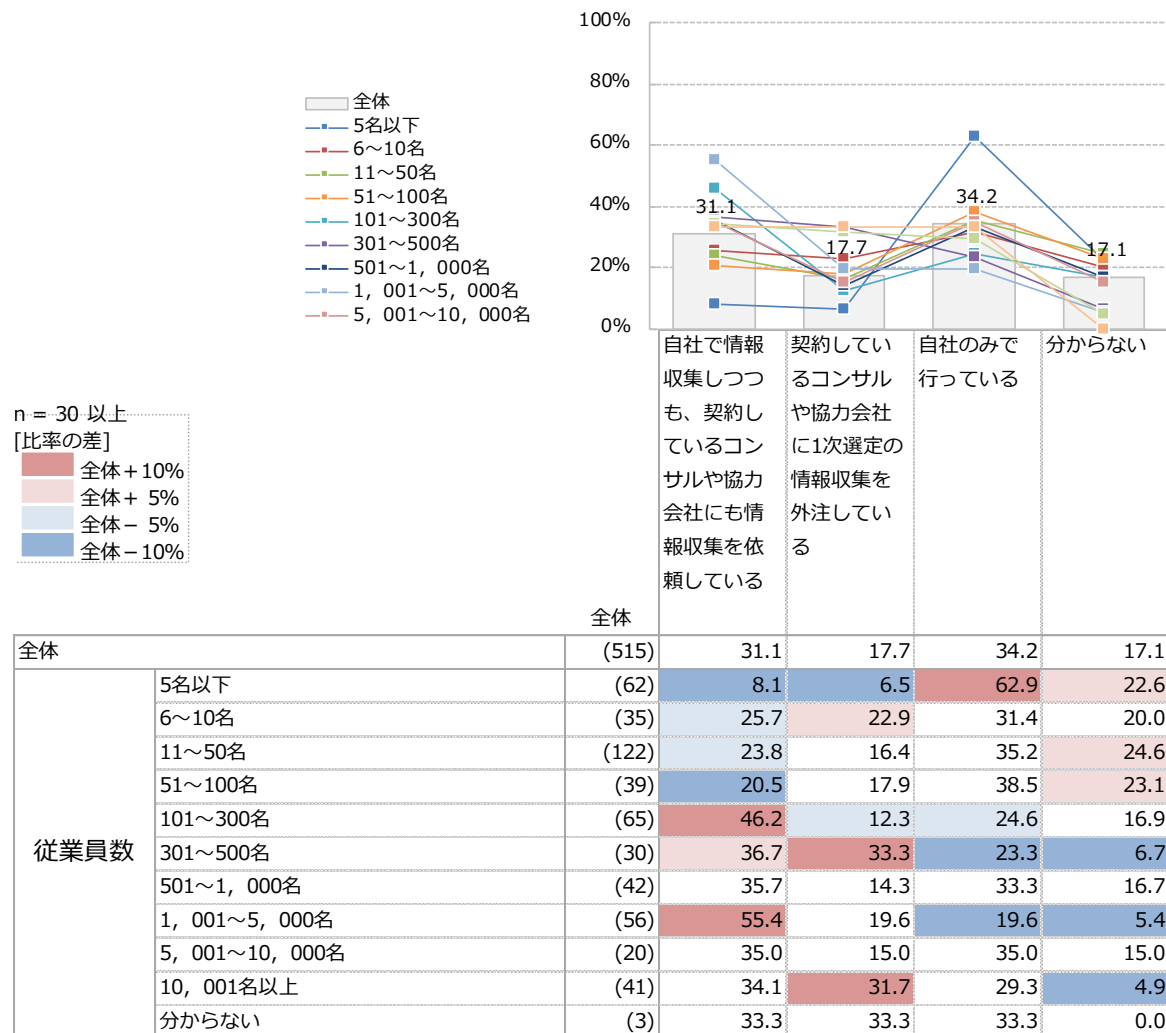 100%
80%
60%
40%
20%
0%
全体
5名以下
6～10名
11～50名
51～100名
101～300名
301～500名
501～1，000名
1，001～5，000名
5，001～10，000名
31.1
17.7
34.2
17.1
自社で情報
収集しつつ
も、契約し
ているコン
サルや協力
会社にも情
報収集を依
頼している
契約してい
るコンサル
や協力会社
に1次選定の
情報収集を
外注してい
る
自社のみで
行っている
分からない
n = 30 以上
[比率の差]
全体＋10%
全体＋ 5%
全体－ 5%
全体－10%
全体
全体 (515) 31.1 17.7 34.2 17.1
従業員数
5名以下 (62) 8.1 6.5 62.9 22.6
6～10名 (35) 25.7 22.9 31.4 20.0
11～50名 (122) 23.8 16.4 35.2 24.6
51～100名 (39) 20.5 17.9 38.5 23.1
101～300名 (65) 46.2 12.3 24.6 16.9
301～500名 (30) 36.7 33.3 23.3 6.7
501～1，000名 (42) 35.7 14.3 33.3 16.7
1，001～5，000名 (56) 55.4 19.6 19.6 5.4
5，001～10，000名 (20) 35.0 15.0 35.0 15.0
10，001名以上 (41) 34.1 31.7 29.3 4.9
分からない (3) 33.3 33.3 33.3 0.0